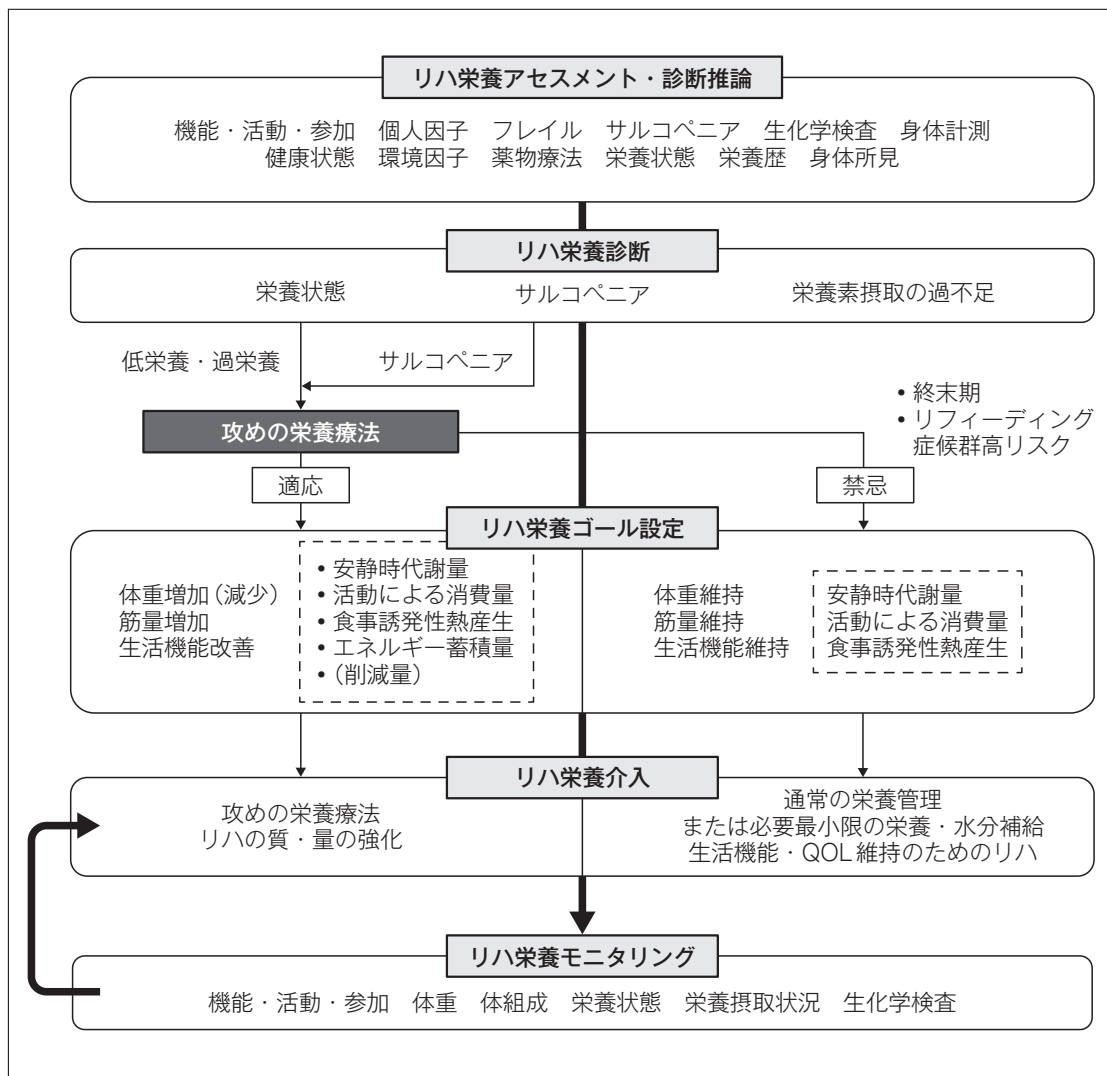 リハ栄養アセスメント・診断推論
機能・活動・参加　個人因子　フレイル　サルコペニア　生化学検査　身体計測
健康状態　環境因子　薬物療法　栄養状態　栄養歴　身体所見
リハ栄養診断
栄養状態　サルコペニア　栄養素摂取の過不足
低栄養・過栄養　サルコペニア
• 終末期
• リフィーディング
症候群高リスク
攻めの栄養療法
適応
禁忌
リハ栄養ゴール設定
体重増加（減少）
筋量増加
生活機能改善
• 安静時代謝量
• 活動による消費量
• 食事誘発性熱産生
• エネルギー蓄積量
•（削減量）
体重維持
筋量維持
生活機能維持
安静時代謝量
活動による消費量
食事誘発性熱産生
リハ栄養介入
攻めの栄養療法
リハの質・量の強化
通常の栄養管理
または必要最小限の栄養・水分補給
生活機能・QOL維持のためのリハ
リハ栄養モニタリング
機能・活動・参加　体重　体組成　栄養状態　栄養摂取状況　生化学検査